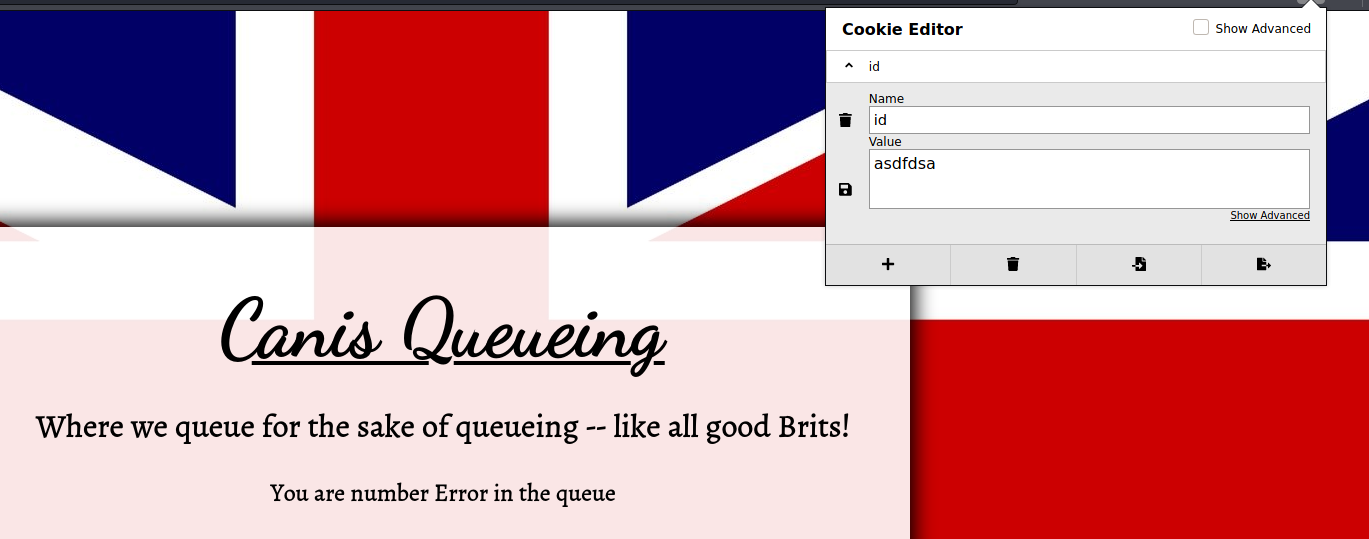 Cookie Editor
Show Advanced
id
Name
id
Value
asdfdsa
Show Advanced
Canis Queueing
Where we queue for the sake of queueing -- like all good Brits!
You are number Error in the queue